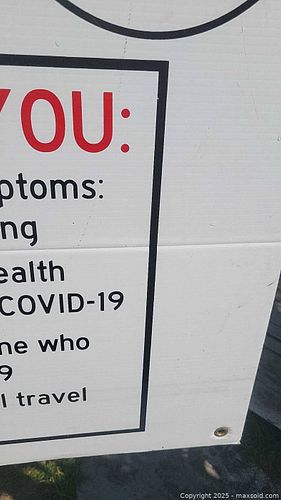 YOU:
ptoms:
ng
ealth
COVID-19
ne who
9
l travel
Copyright 2025 - maxsold.com